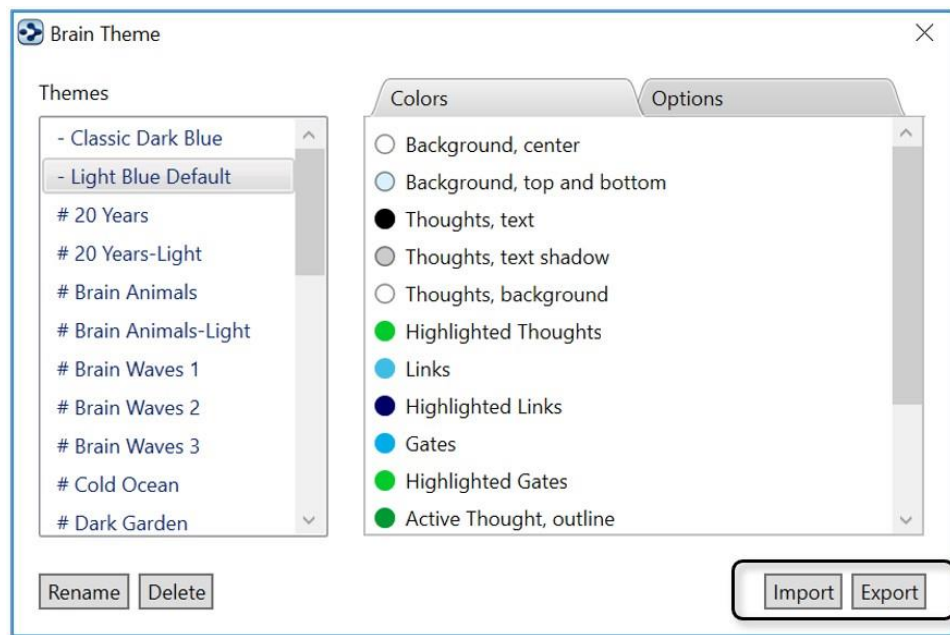 Brain Theme
Themes
- Classic Dark Blue
- Light Blue Default
# 20 Years
# 20 Years-Light
# Brain Animals
# Brain Animals-Light
# Brain Waves 1
# Brain Waves 2
# Brain Waves 3
# Cold Ocean
# Dark Garden
Colors
Options
Background, center
Background, top and bottom
Thoughts, text
Thoughts, text shadow
Thoughts, background
Highlighted Thoughts
Links
Highlighted Links
Gates
Highlighted Gates
Active Thought, outline
Rename
Delete
Import
Export